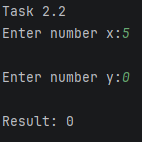 Task 2.2
Enter number x:5
Enter number y:0
Result: 0